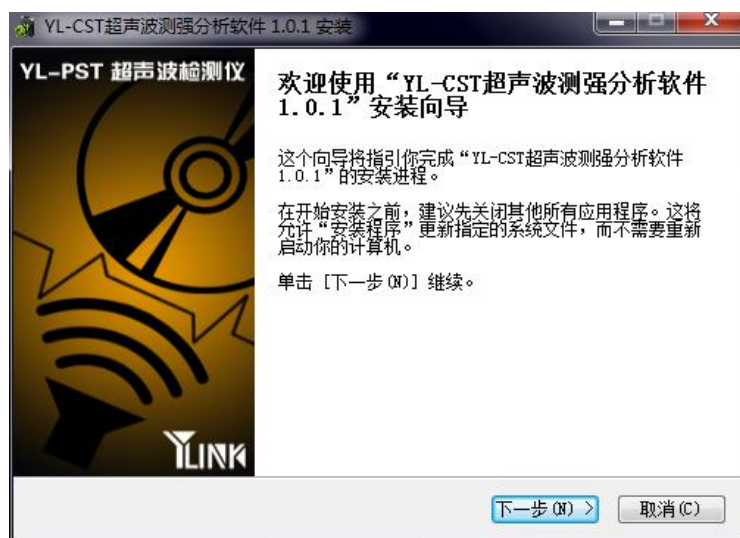 YL-CST超声波测强分析软件 1.0.1 安装
YL-PST 超声波检测仪
欢迎使用“YL-CST超声波测强分析软件
1.0.1”安装向导
这个向导将指引你完成“YL-CST超声波测强分析软件
1.0.1”的安装进程。
在开始安装之前，建议先关闭其他所有应用程序。这将
允许“安装程序”更新指定的系统文件，而不需要重新
启动你的计算机。
单击 [下一步(N)] 继续。
YLINK
下一步(N) >
取消(C)